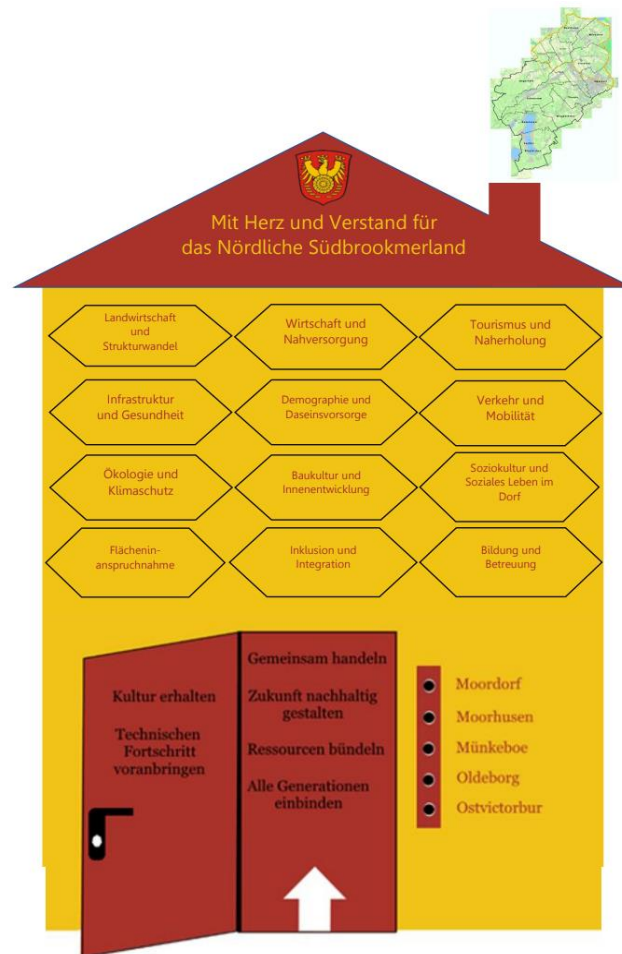 Mit Herz und Verstand für
das Nördliche Südbrookmerland
Landwirtschaft
und
Strukturwandel
Wirtschaft und
Nahversorgung
Tourismus und
Naherholung
Infrastruktur
und Gesundheit
Demographie und
Daseinsvorsorge
Verkehr und
Mobilität
Ökologie und
Klimaschutz
Baukultur und
Innenentwicklung
Soziokultur und
Soziales Leben im
Dorf
Flächenin-
anspruchnahme
Inklusion und
Integration
Bildung und
Betreuung
Kultur erhalten
Technischen
Fortschritt
voranbringen
Gemeinsam handeln
Zukunft nachhaltig
gestalten
Ressourcen bündeln
Alle Generationen
einbinden
Moordorf
Moorhusen
Münkeboe
Oldeborg
Ostvictorbur